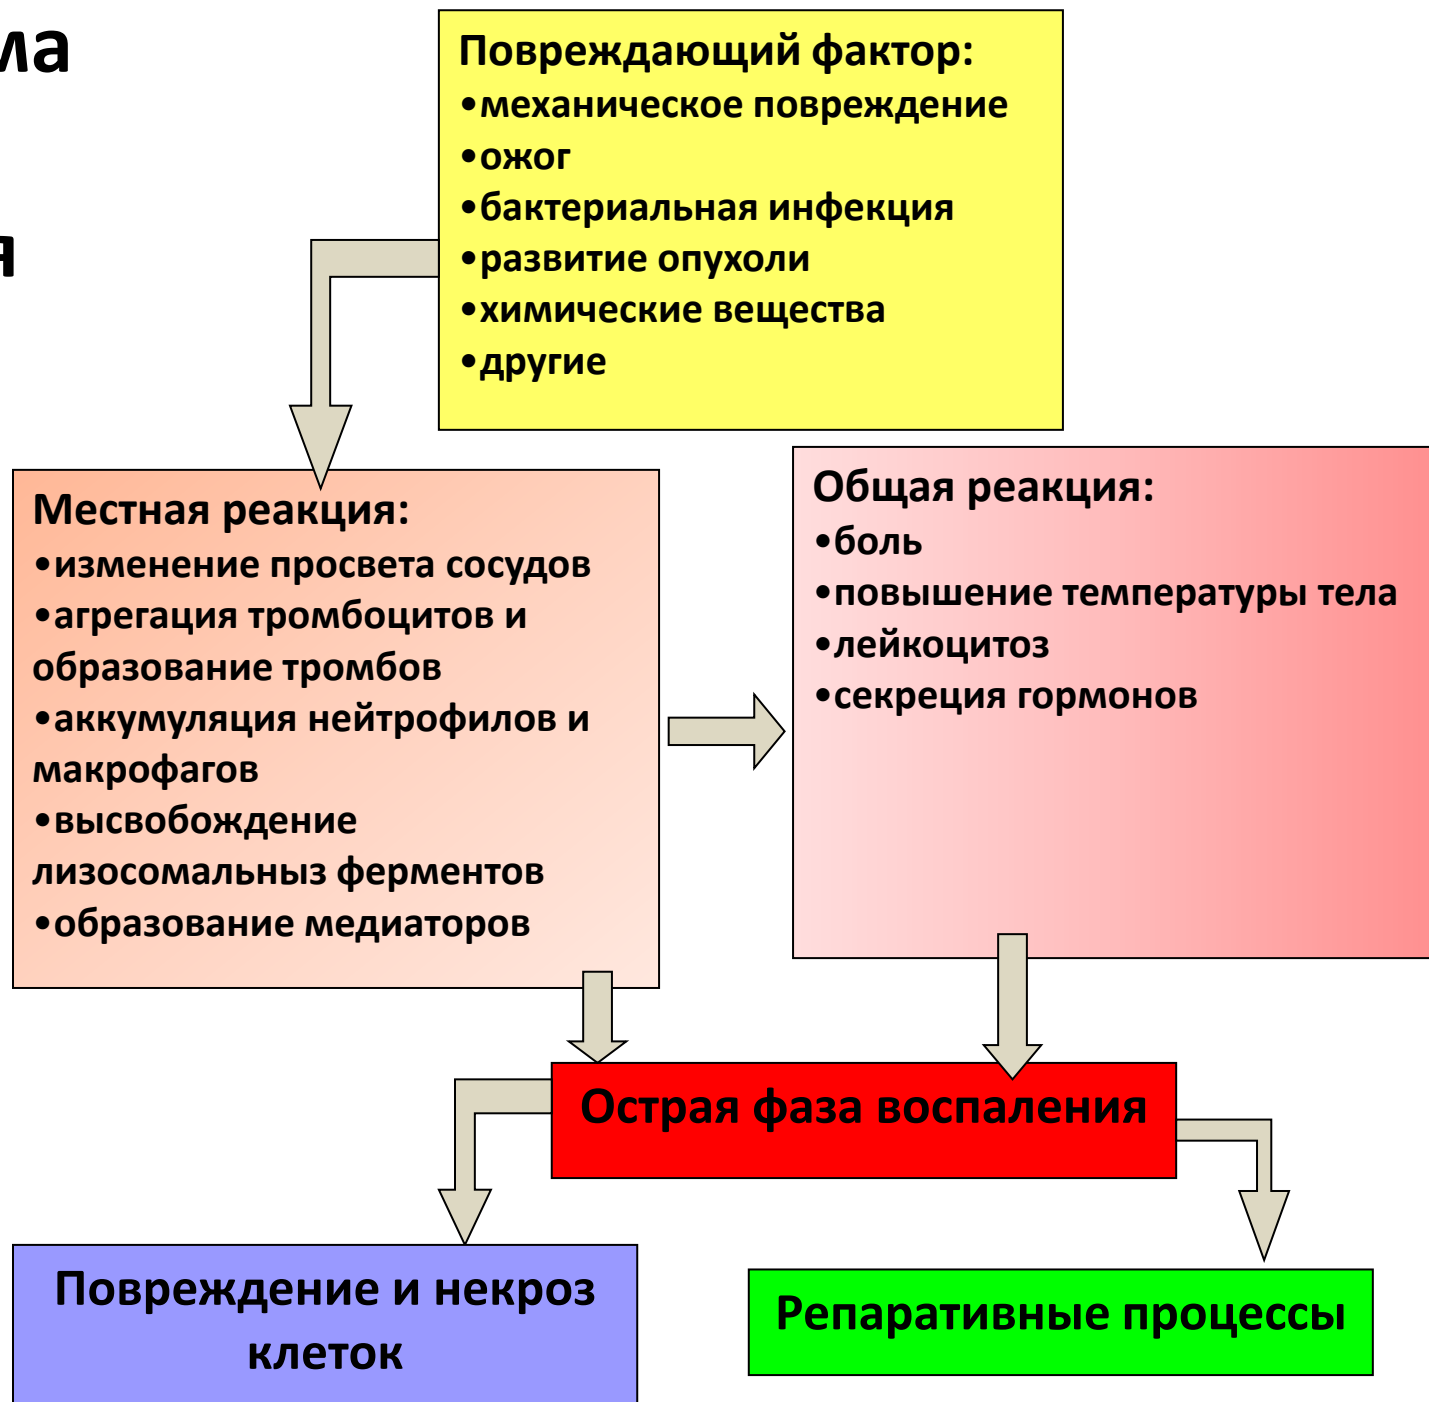 Повреждающий фактор:
•механическое повреждение
•ожог
•бактериальная инфекция
•развитие опухоли
•химические вещества
•другие
Местная реакция:
•изменение просвета сосудов
•агрегация тромбоцитов и
образование тромбов
•аккумуляция нейтрофилов и
макрофагов
•высвобождение
лизосомальныз ферментов
•образование медиаторов
Общая реакция:
•боль
•повышение температуры тела
•лейкоцитоз
•секреция гормонов
Острая фаза воспаления
Повреждение и некроз
клеток
Репаративные процессы